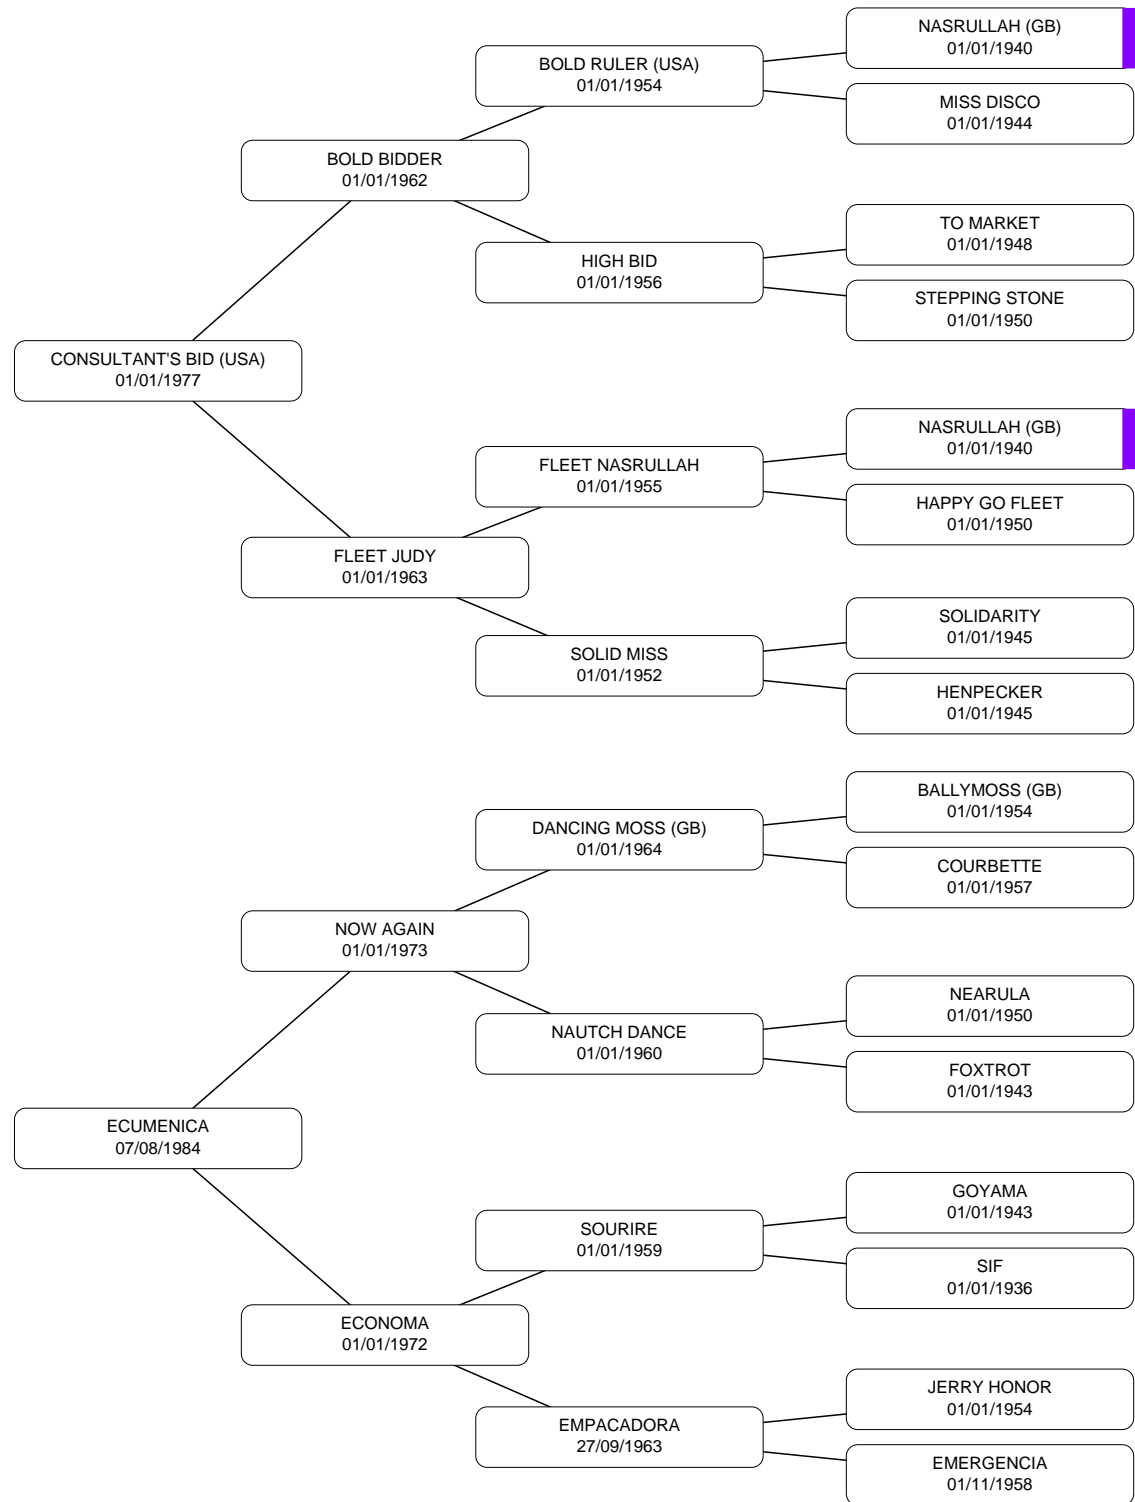 NASRULLAH (GB)
01/01/1940
BOLD RULER (USA)
01/01/1954
MISS DISCO
01/01/1944
BOLD BIDDER
01/01/1962
TO MARKET
01/01/1948
HIGH BID
01/01/1956
STEPPING STONE
01/01/1950
CONSULTANT'S BID (USA)
01/01/1977
NASRULLAH (GB)
01/01/1940
FLEET NASRULLAH
01/01/1955
HAPPY GO FLEET
01/01/1950
FLEET JUDY
01/01/1963
SOLIDARITY
01/01/1945
SOLID MISS
01/01/1952
HENPECKER
01/01/1945
BALLYMOSS (GB)
01/01/1954
DANCING MOSS (GB)
01/01/1964
COURBETTE
01/01/1957
NOW AGAIN
01/01/1973
NEARULA
01/01/1950
NAUTCH DANCE
01/01/1960
FOXTROT
01/01/1943
ECUMENICA
07/08/1984
GOYAMA
01/01/1943
SOURIRE
01/01/1959
SIF
01/01/1936
ECONOMA
01/01/1972
JERRY HONOR
01/01/1954
EMPACADORA
27/09/1963
EMERGENCIA
01/11/1958